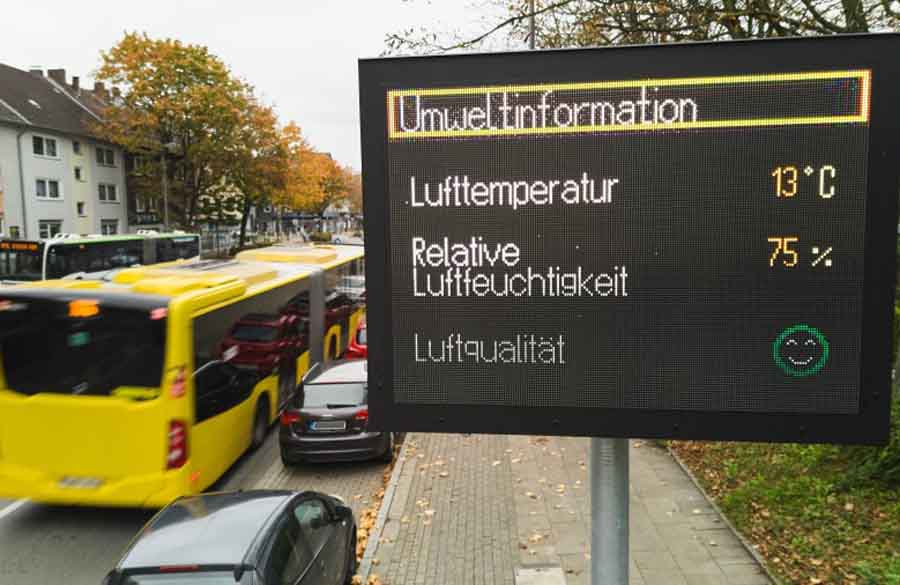 Umweltinformation
Lufttemperatur 13°C
Relative
Luftfeuchtigkeit 75 %
Luftqualität